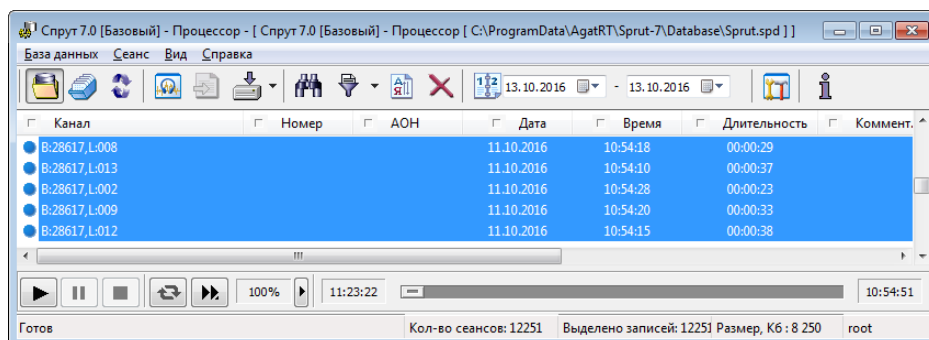 Спрут 7.0 [Базовый] - Процессор - [ Спрут 7.0 [Базовый] - Процессор [ C:\ProgramData\AgatRT\Sprut-7\Database\Sprut.spd ] ]
База данных Сеанс Вид Справка
13.10.2016 - 13.10.2016
Канал Номер АОН Дата Время Длительность Коммент.
B:28617,L:008 11.10.2016 10:54:18 00:00:29
B:28617,L:013 11.10.2016 10:54:10 00:00:37
B:28617,L:002 11.10.2016 10:54:28 00:00:23
B:28617,L:009 11.10.2016 10:54:20 00:00:33
B:28617,L:012 11.10.2016 10:54:15 00:00:38
100% 11:23:22 10:54:51
Готов Кол-во сеансов: 12251 Выделено записей: 12251 Размер, Кб : 8 250 root